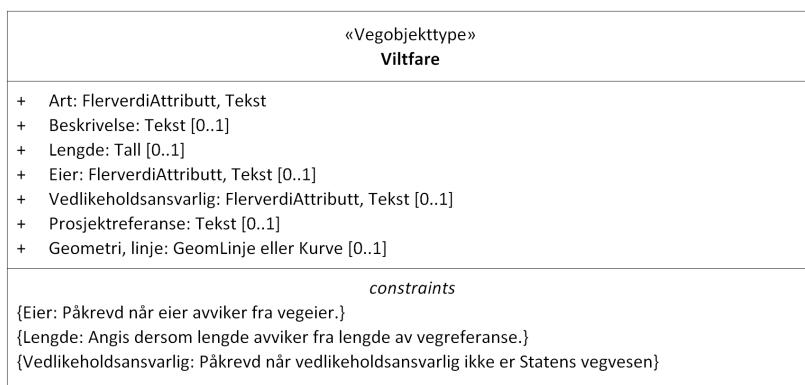 «Vegobjekttype»
Viltfare
+ Art: FlerverdiAttributt, Tekst
+ Beskrivelse: Tekst [0..1]
+ Lengde: Tall [0..1]
+ Eier: FlerverdiAttributt, Tekst [0..1]
+ Vedlikeholdsansvarlig: FlerverdiAttributt, Tekst [0..1]
+ Prosjektreferanse: Tekst [0..1]
+ Geometri, linje: GeomLinje eller Kurve [0..1]
constraints
{Eier: Påkrevd når eier avviker fra vegeier.}
{Lengde: Angis dersom lengde avviker fra lengde av vegreferanse.}
{Vedlikeholdsansvarlig: Påkrevd når vedlikeholdsansvarlig ikke er Statens vegvesen}